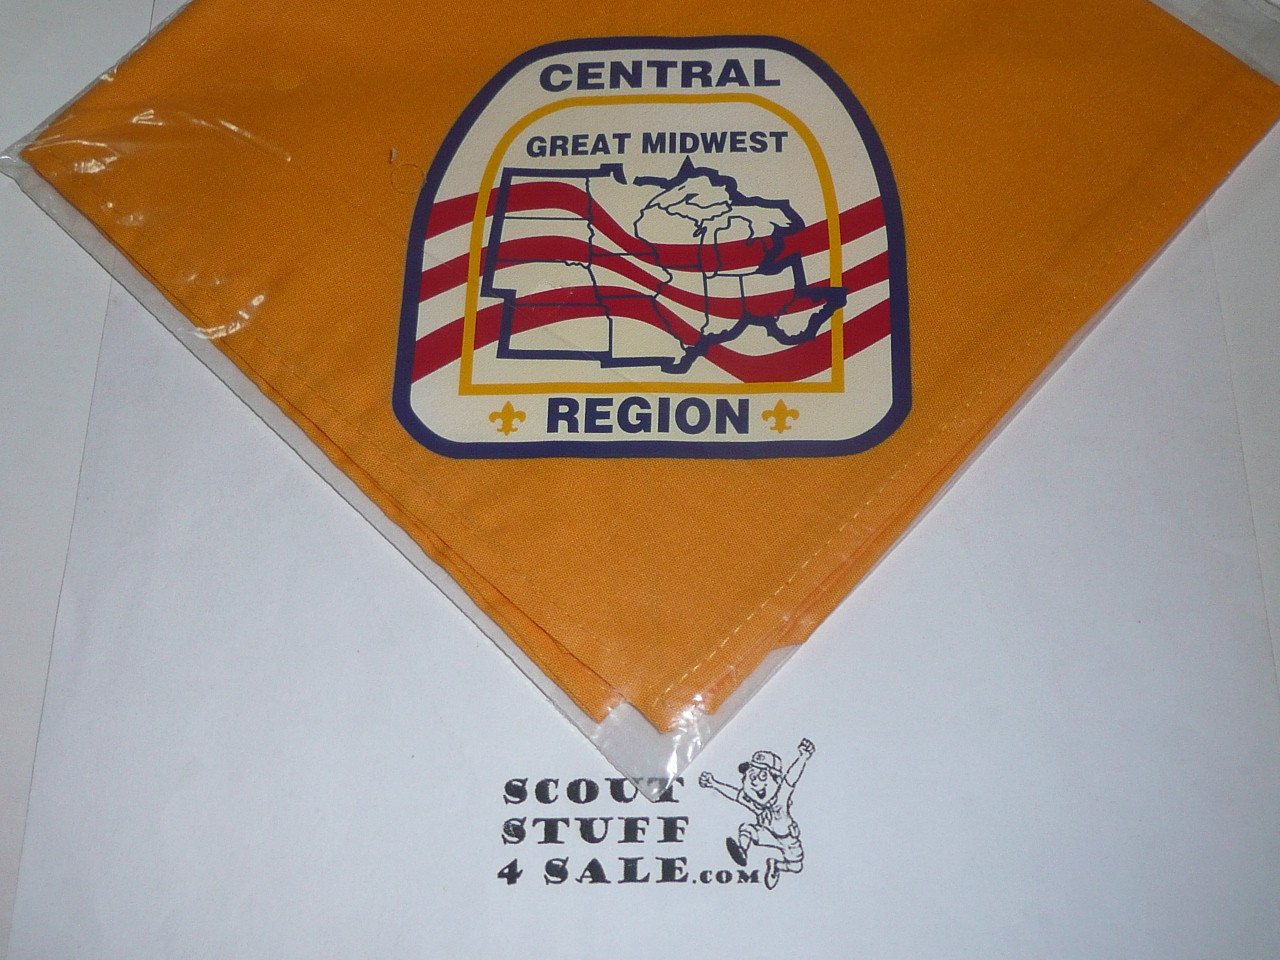 CENTRAL
GREAT MIDWEST
REGION
SCOUT
STUFF
4 SALE.COM